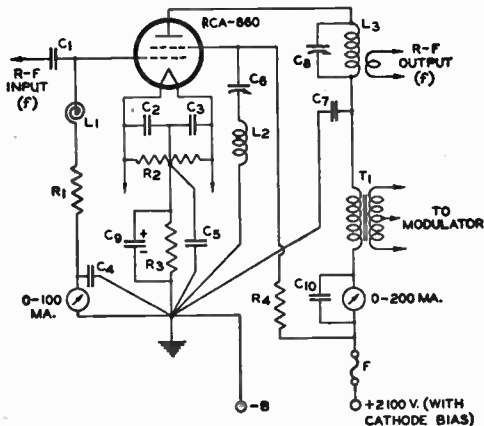 RCA-860
C1
R-F
INPUT
(f)
L1
R1
C4
0-100
MA.
C2
C3
R2
C9
+
-
R3
C5
C6
L2
R4
L3
C8
R-F
OUTPUT
(f)
C7
T1
TO
MODULATOR
C10
0-200 MA.
F
-B
+2100 V. (WITH
CATHODE BIAS)